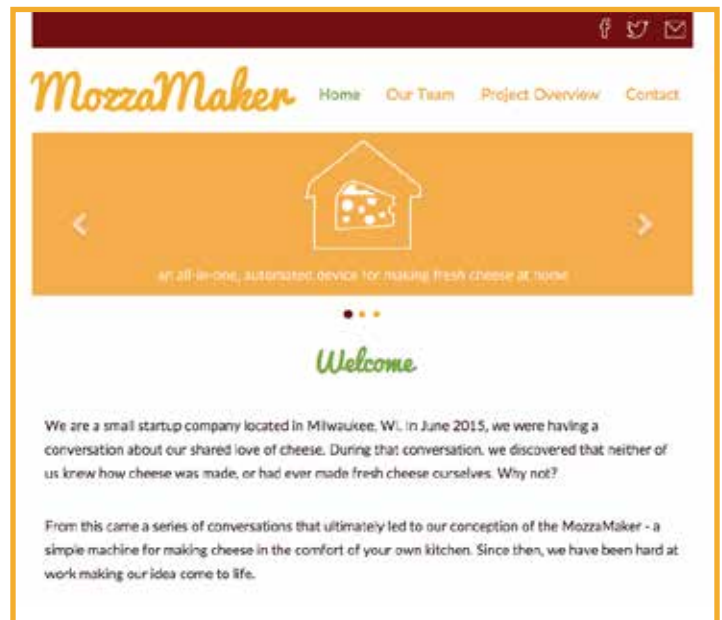 MozzaMaker Home Our Team Project Overview Contact
an all-in-one, automated device for making fresh cheese at home
Welcome
We are a small startup company located in Milwaukee, WI. In June 2015, we were having a
conversation about our shared love of cheese. During that conversation, we discovered that neither of
us knew how cheese was made, or had ever made fresh cheese ourselves. Why not?
From this came a series of conversations that ultimately led to our conception of the MozzaMaker - a
simple machine for making cheese in the comfort of your own kitchen. Since then, we have been hard at
work making our idea come to life.